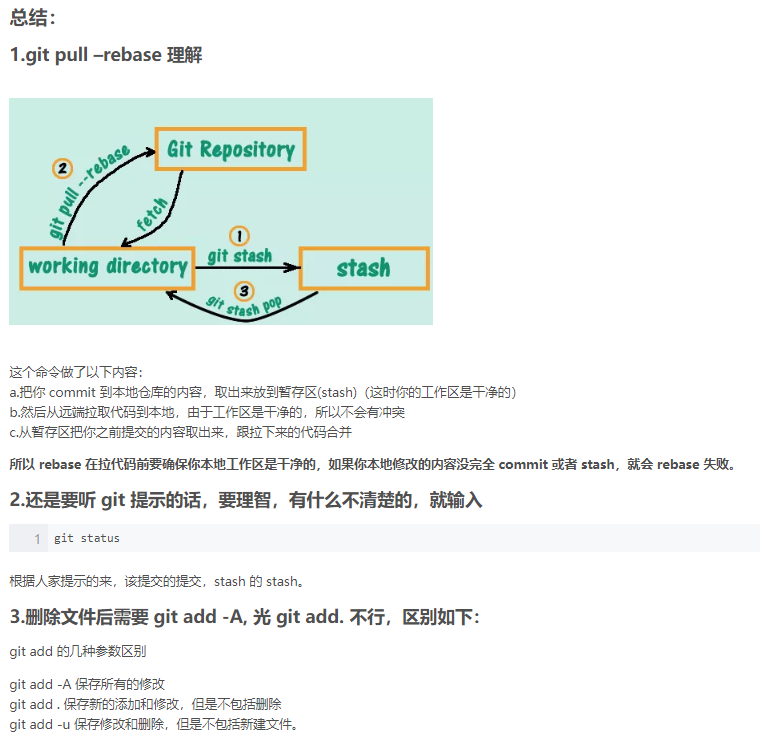 总结：
1.git pull –rebase 理解
Git Repository
②
git pull --rebase
fetch
①
git stash
working directory
stash
③
git stash pop
这个命令做了以下内容：
a.把你 commit 到本地仓库的内容，取出来放到暂存区(stash)（这时你的工作区是干净的）
b.然后从远端拉取代码到本地，由于工作区是干净的，所以不会有冲突
c.从暂存区把你之前提交的内容取出来，跟拉下来的代码合并
所以 rebase 在拉代码前要确保你本地工作区是干净的，如果你本地修改的内容没完全 commit 或者 stash，就会 rebase 失败。
2.还是要听 git 提示的话，要理智，有什么不清楚的，就输入
1 git status
根据人家提示的来，该提交的提交，stash 的 stash。
3.删除文件后需要 git add -A, 光 git add. 不行，区别如下：
git add 的几种参数区别
git add -A 保存所有的修改
git add . 保存新的添加和修改，但是不包括删除
git add -u 保存修改和删除，但是不包括新建文件。